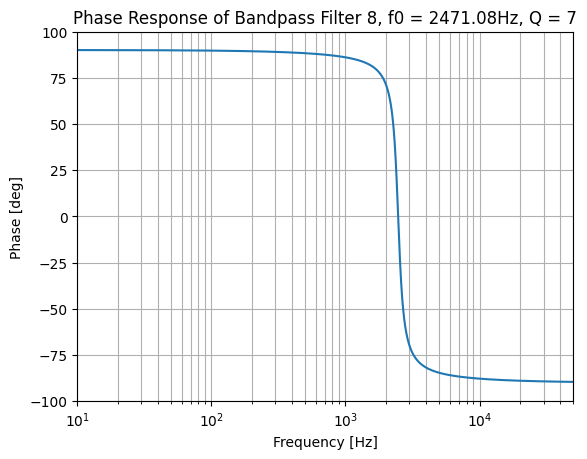 Phase Response of Bandpass Filter 8, f0 = 2471.08Hz, Q = 7
100
75
50
25
0
−25
−50
−75
−100
Phase [deg]
10¹ 10² 10³ 10⁴
Frequency [Hz]